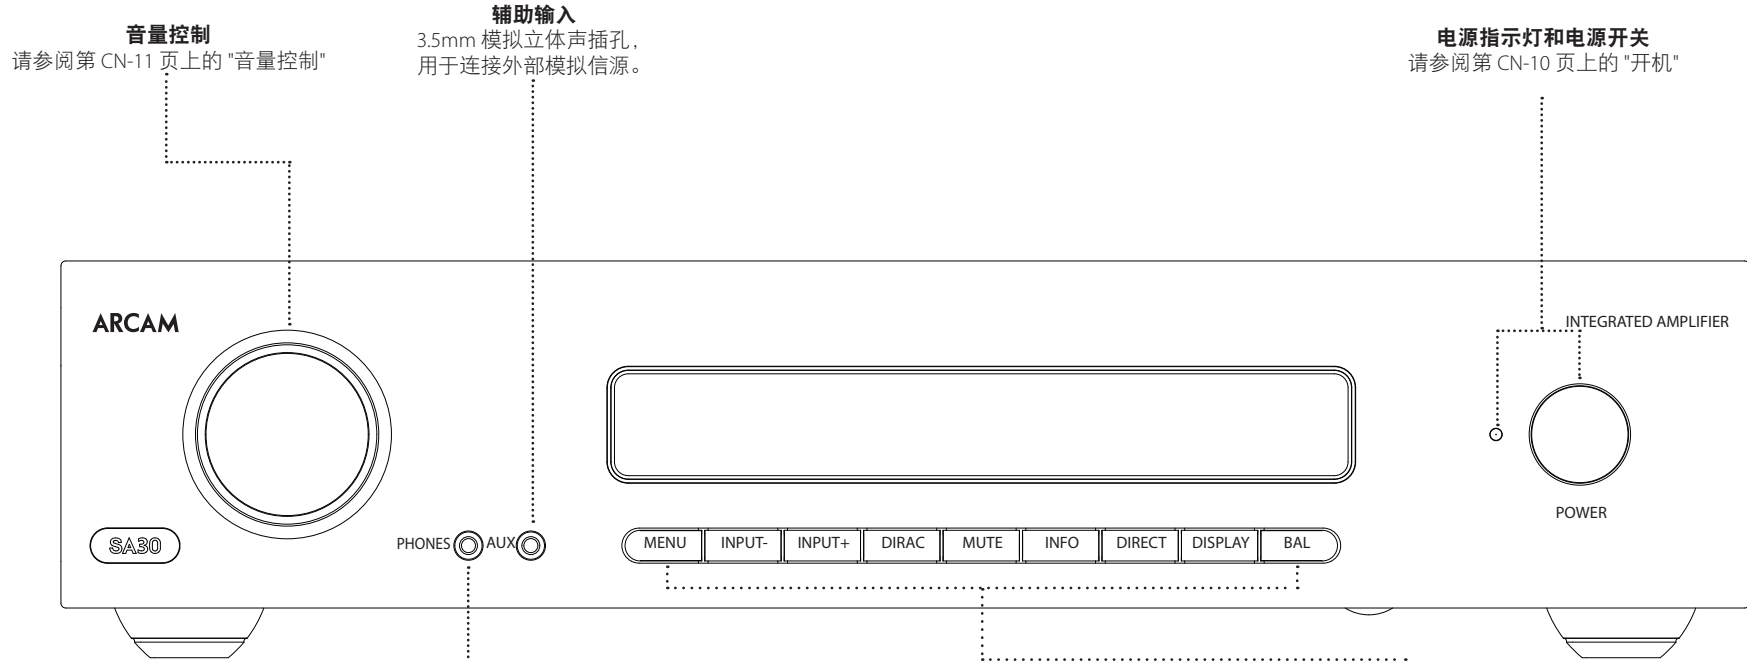 音量控制
请参阅第 CN-11 页上的 "音量控制"
辅助输入
3.5mm 模拟立体声插孔，
用于连接外部模拟信源。
电源指示灯和电源开关
请参阅第 CN-10 页上的 "开机"
ARCAM
INTEGRATED AMPLIFIER
POWER
SA30
PHONES
AUX
MENU
INPUT-
INPUT+
DIRAC
MUTE
INFO
DIRECT
DISPLAY
BAL